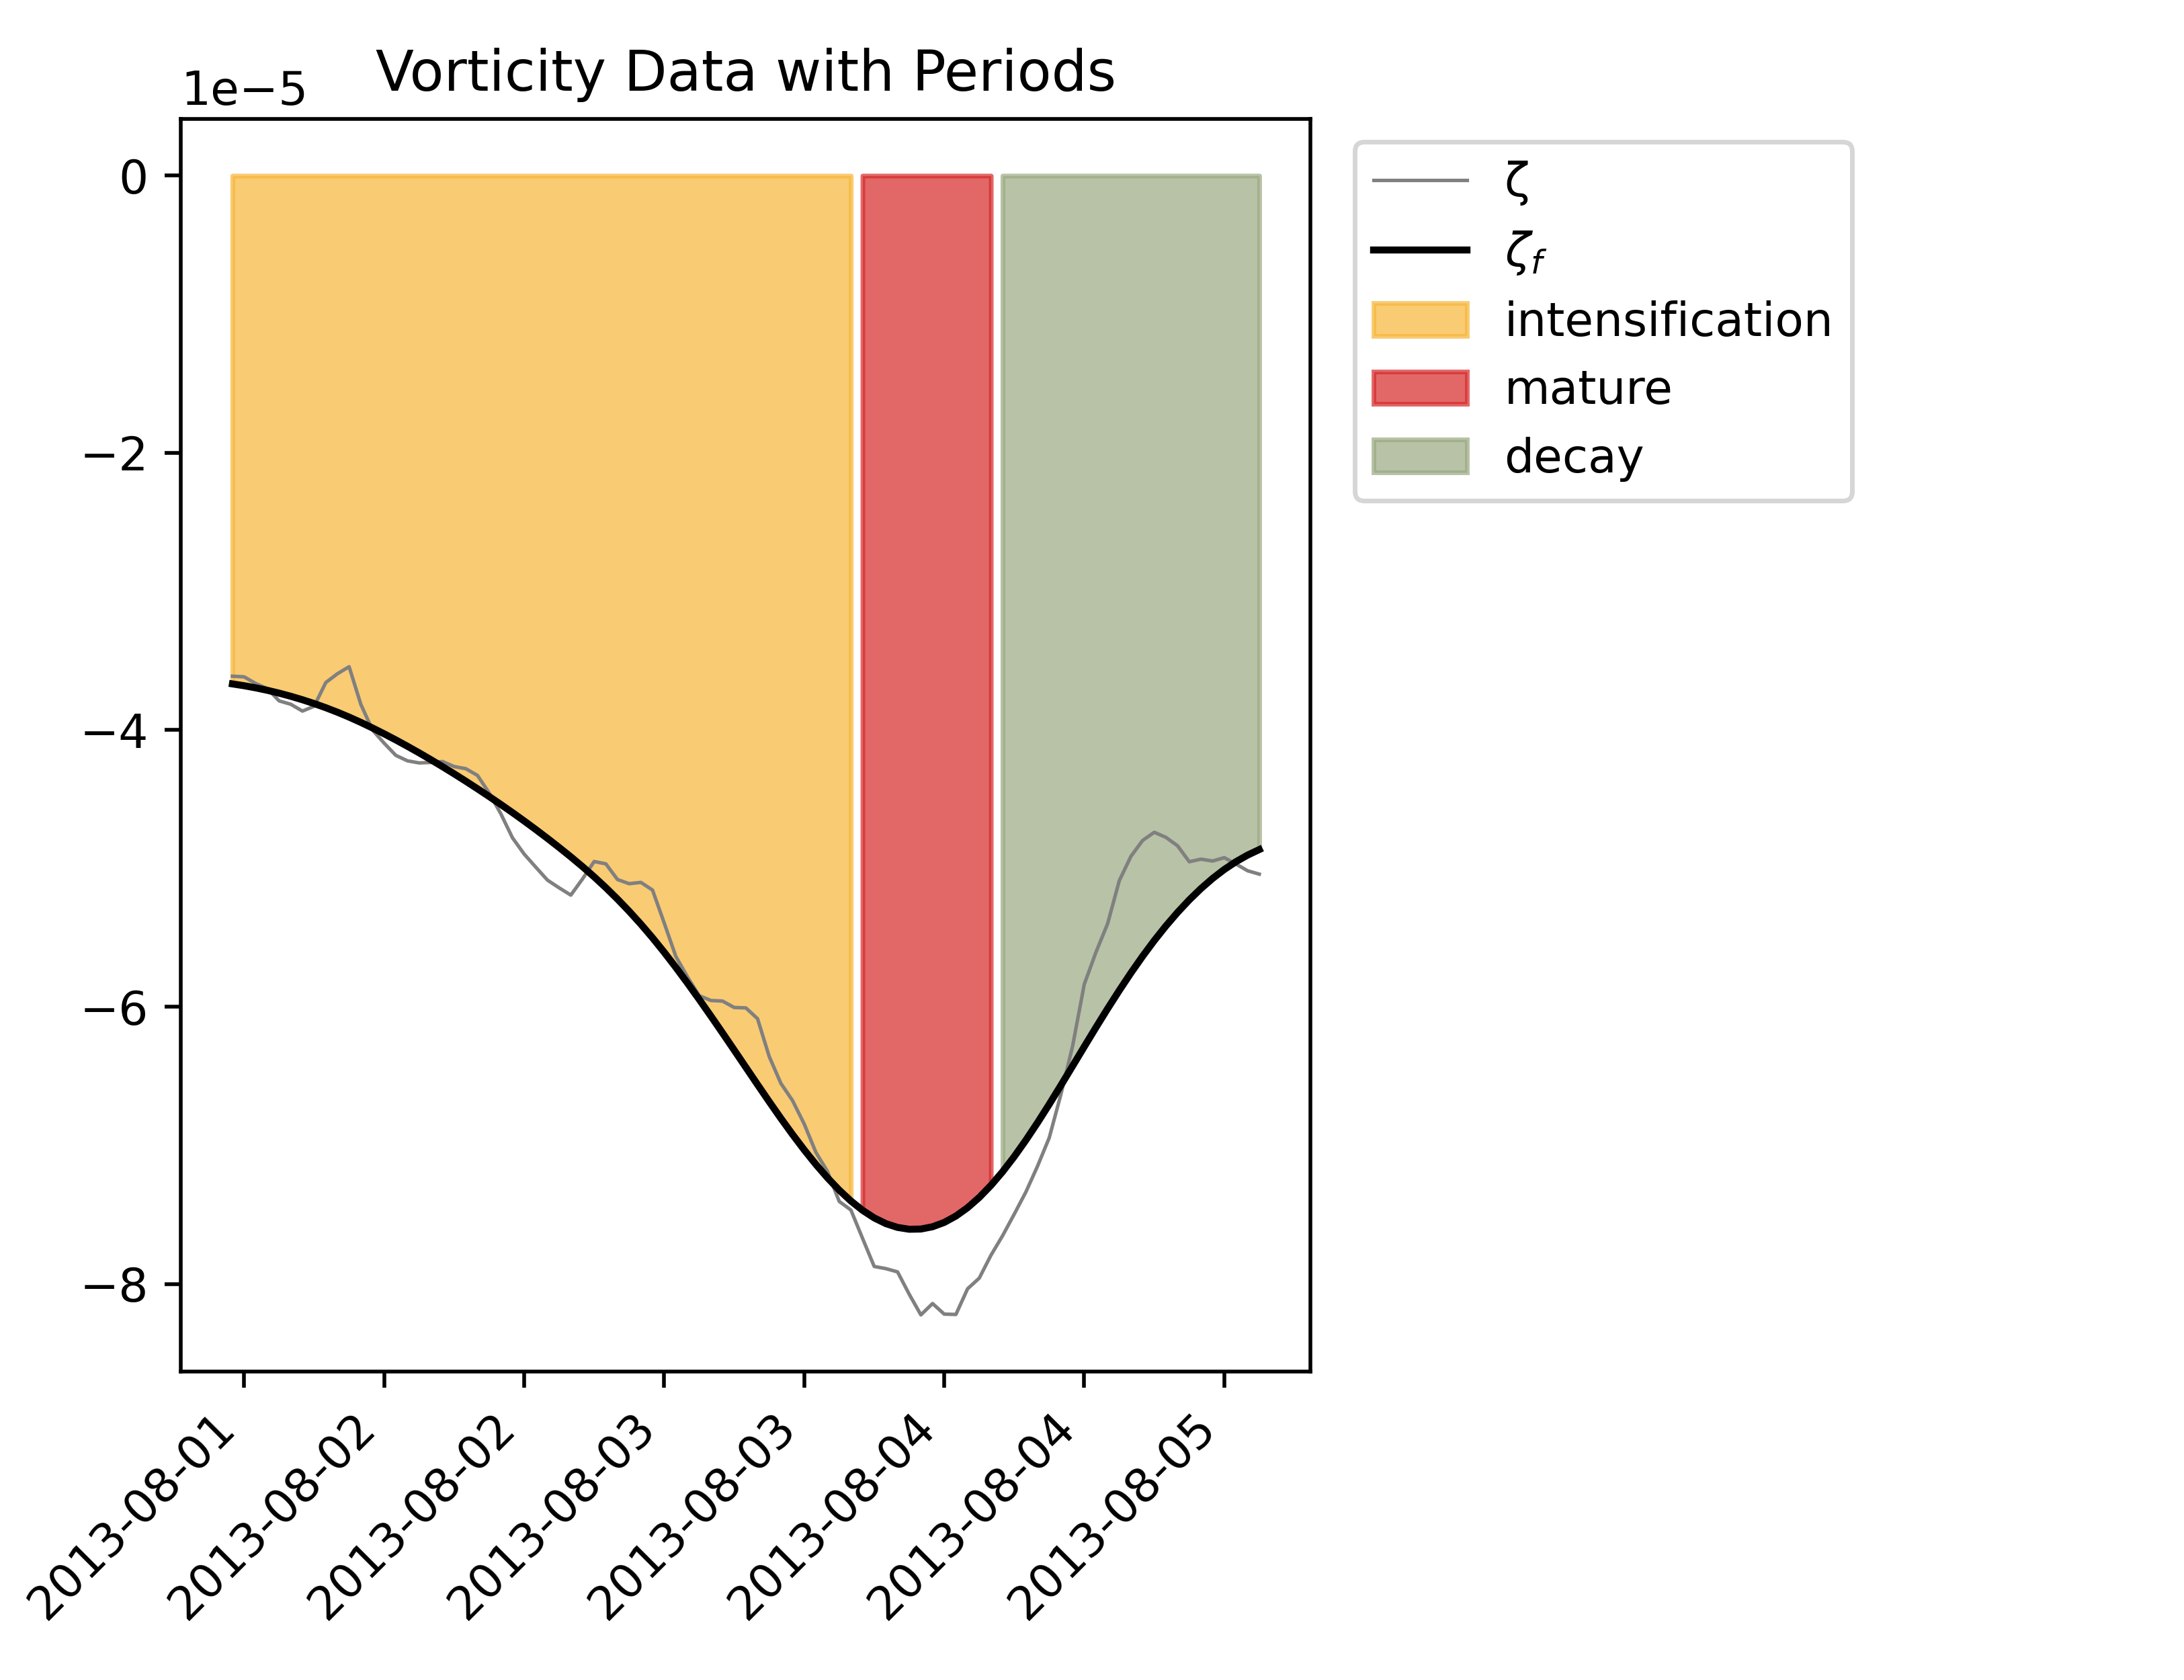 Vorticity Data with Periods
1e−5
0
−2
−4
−6
−8
2013-08-01
2013-08-02
2013-08-02
2013-08-03
2013-08-03
2013-08-04
2013-08-04
2013-08-05
ζ
ζf
intensification
mature
decay